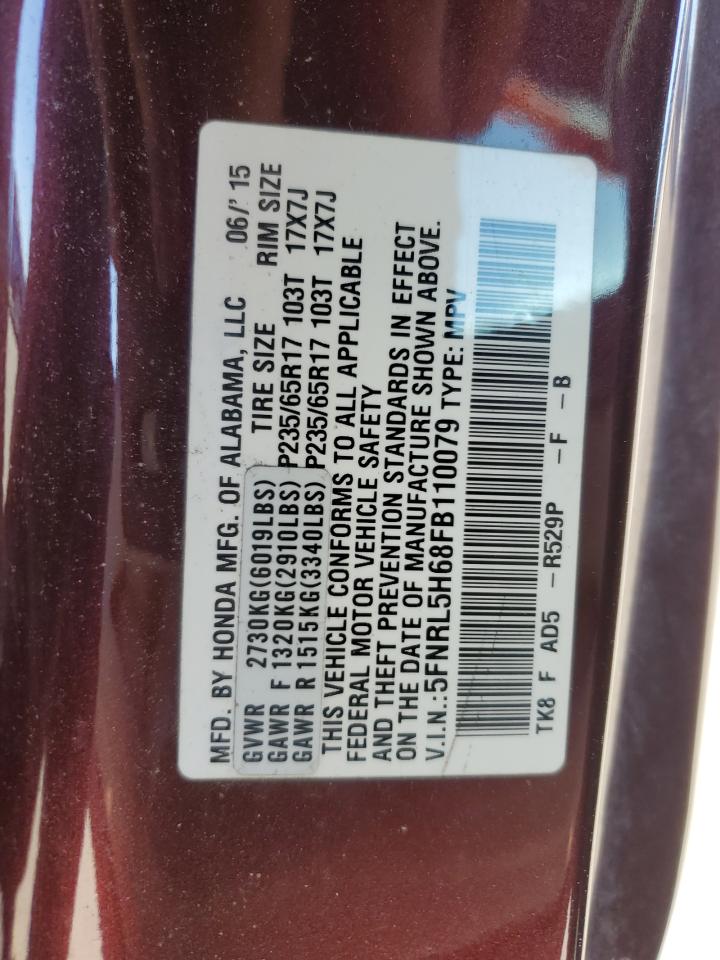 MFD. BY HONDA MFG. OF ALABAMA, LLC 06/' 15
GVWR 2730KG(6019LBS) TIRE SIZE RIM SIZE
GAWR F 1320KG(2910LBS) P235/65R17 103T 17X7J
GAWR R 1515KG(3340LBS) P235/65R17 103T 17X7J
THIS VEHICLE CONFORMS TO ALL APPLICABLE
FEDERAL MOTOR VEHICLE SAFETY
AND THEFT PREVENTION STANDARDS IN EFFECT
ON THE DATE OF MANUFACTURE SHOWN ABOVE.
V.I.N.:5FNRL5H68FB110079 TYPE: MPV
TK8 F AD5 -R529P -F -B